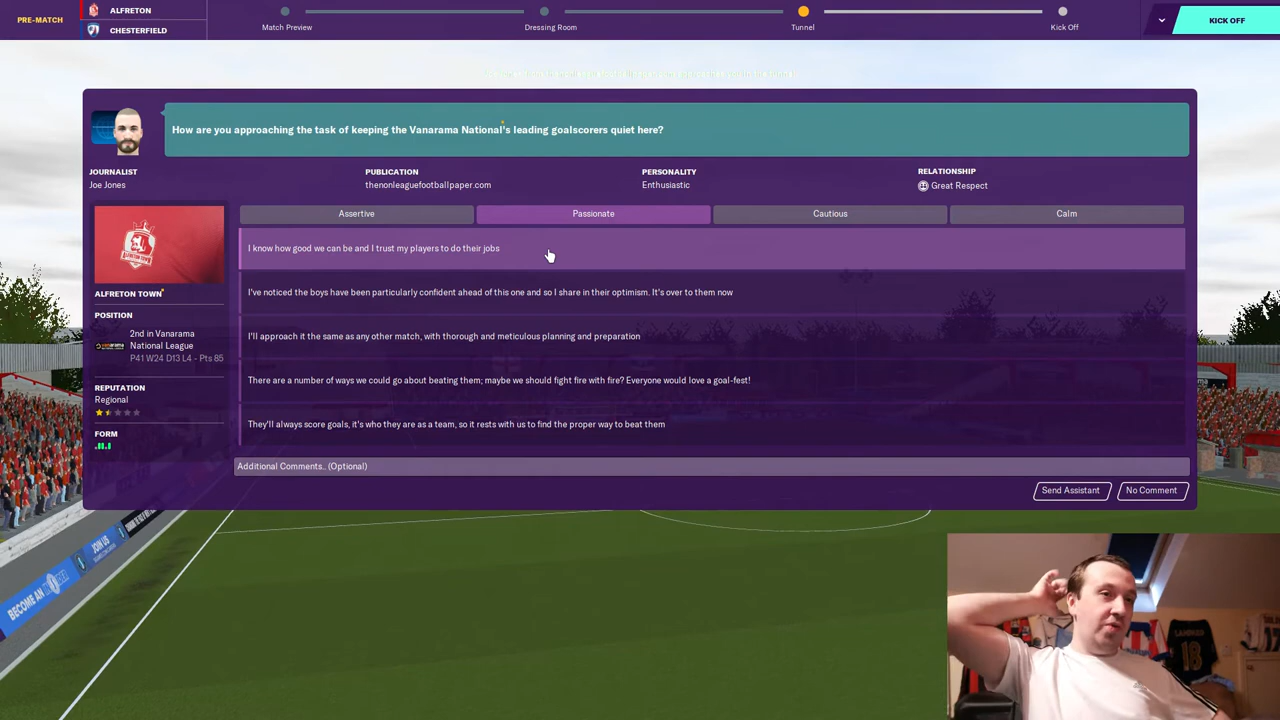 PRE-MATCH
ALFRETON
CHESTERFIELD
Match Preview
Dressing Room
Tunnel
Kick Off
KICK OFF
How are you approaching the task of keeping the Vanarama National's leading goalscorers quiet here?
JOURNALIST
Joe Jones
PUBLICATION
thenonleaguefootballpaper.com
PERSONALITY
Enthusiastic
RELATIONSHIP
Great Respect
Assertive
Passionate
Cautious
Calm
I know how good we can be and I trust my players to do their jobs
I've noticed the boys have been particularly confident ahead of this one and so I share in their optimism. It's over to them now
I'll approach it the same as any other match, with thorough and meticulous planning and preparation
There are a number of ways we could go about beating them; maybe we should fight fire with fire? Everyone would love a goal-fest!
They'll always score goals, it's who they are as a team, so it rests with us to find the proper way to beat them
ALFRETON TOWN
POSITION
2nd in Vanarama
National League
P41 W24 D13 L4 - Pts 85
REPUTATION
Regional
FORM
Additional Comments.. (Optional)
Send Assistant
No Comment
BECOME AN
JOIN US
LAMPARD
18